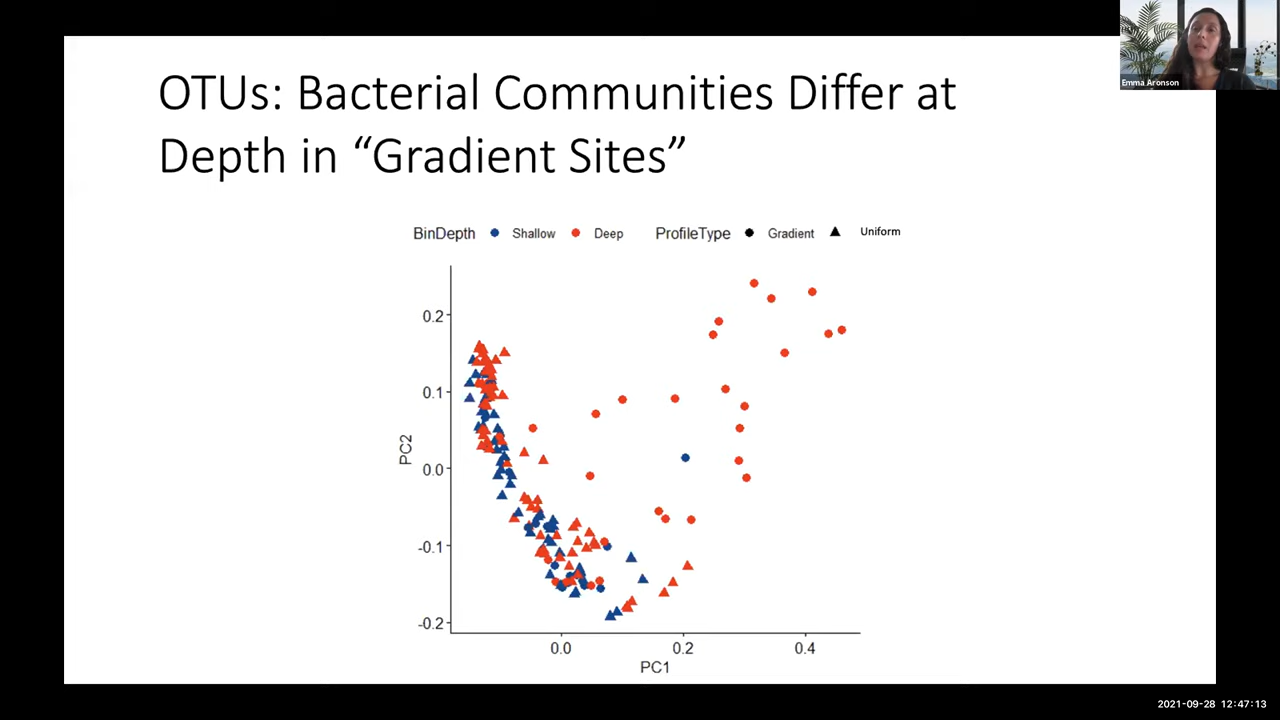 Emma Aronson
OTUs: Bacterial Communities Differ at
Depth in “Gradient Sites”
BinDepth Shallow Deep ProfileType Gradient Uniform
0.2
0.1
0.0
-0.1
-0.2
PC2
0.0 0.2 0.4
PC1
2021-09-28 12:47:13